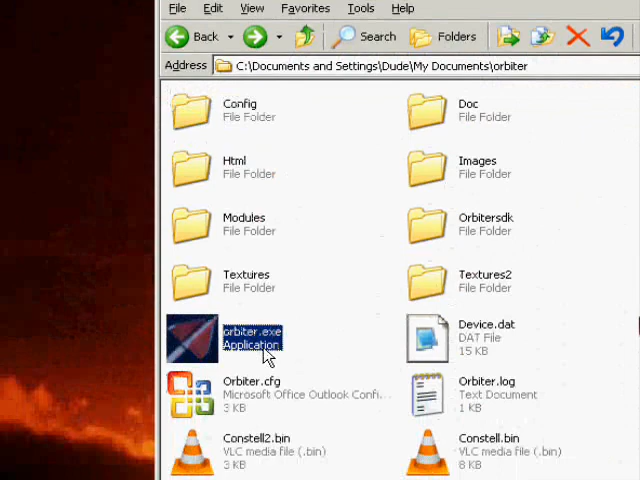 File Edit View Favorites Tools Help
Back Search Folders
Address C:\Documents and Settings\Dude\My Documents\orbiter
Config Doc
File Folder File Folder
Html Images
File Folder File Folder
Modules Orbitersdk
File Folder File Folder
Textures Textures2
File Folder File Folder
orbiter.exe Device.dat
Application DAT File
15 KB
Orbiter.cfg Orbiter.log
Microsoft Office Outlook Confi... Text Document
3 KB 1 KB
Constell2.bin Constell.bin
VLC media file (.bin) VLC media file (.bin)
3 KB 8 KB